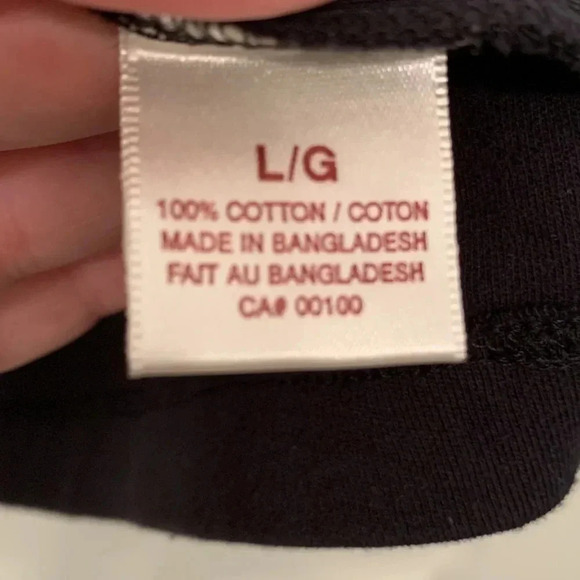 L/G
100% COTTON / COTON
MADE IN BANGLADESH
FAIT AU BANGLADESH
CA# 00100